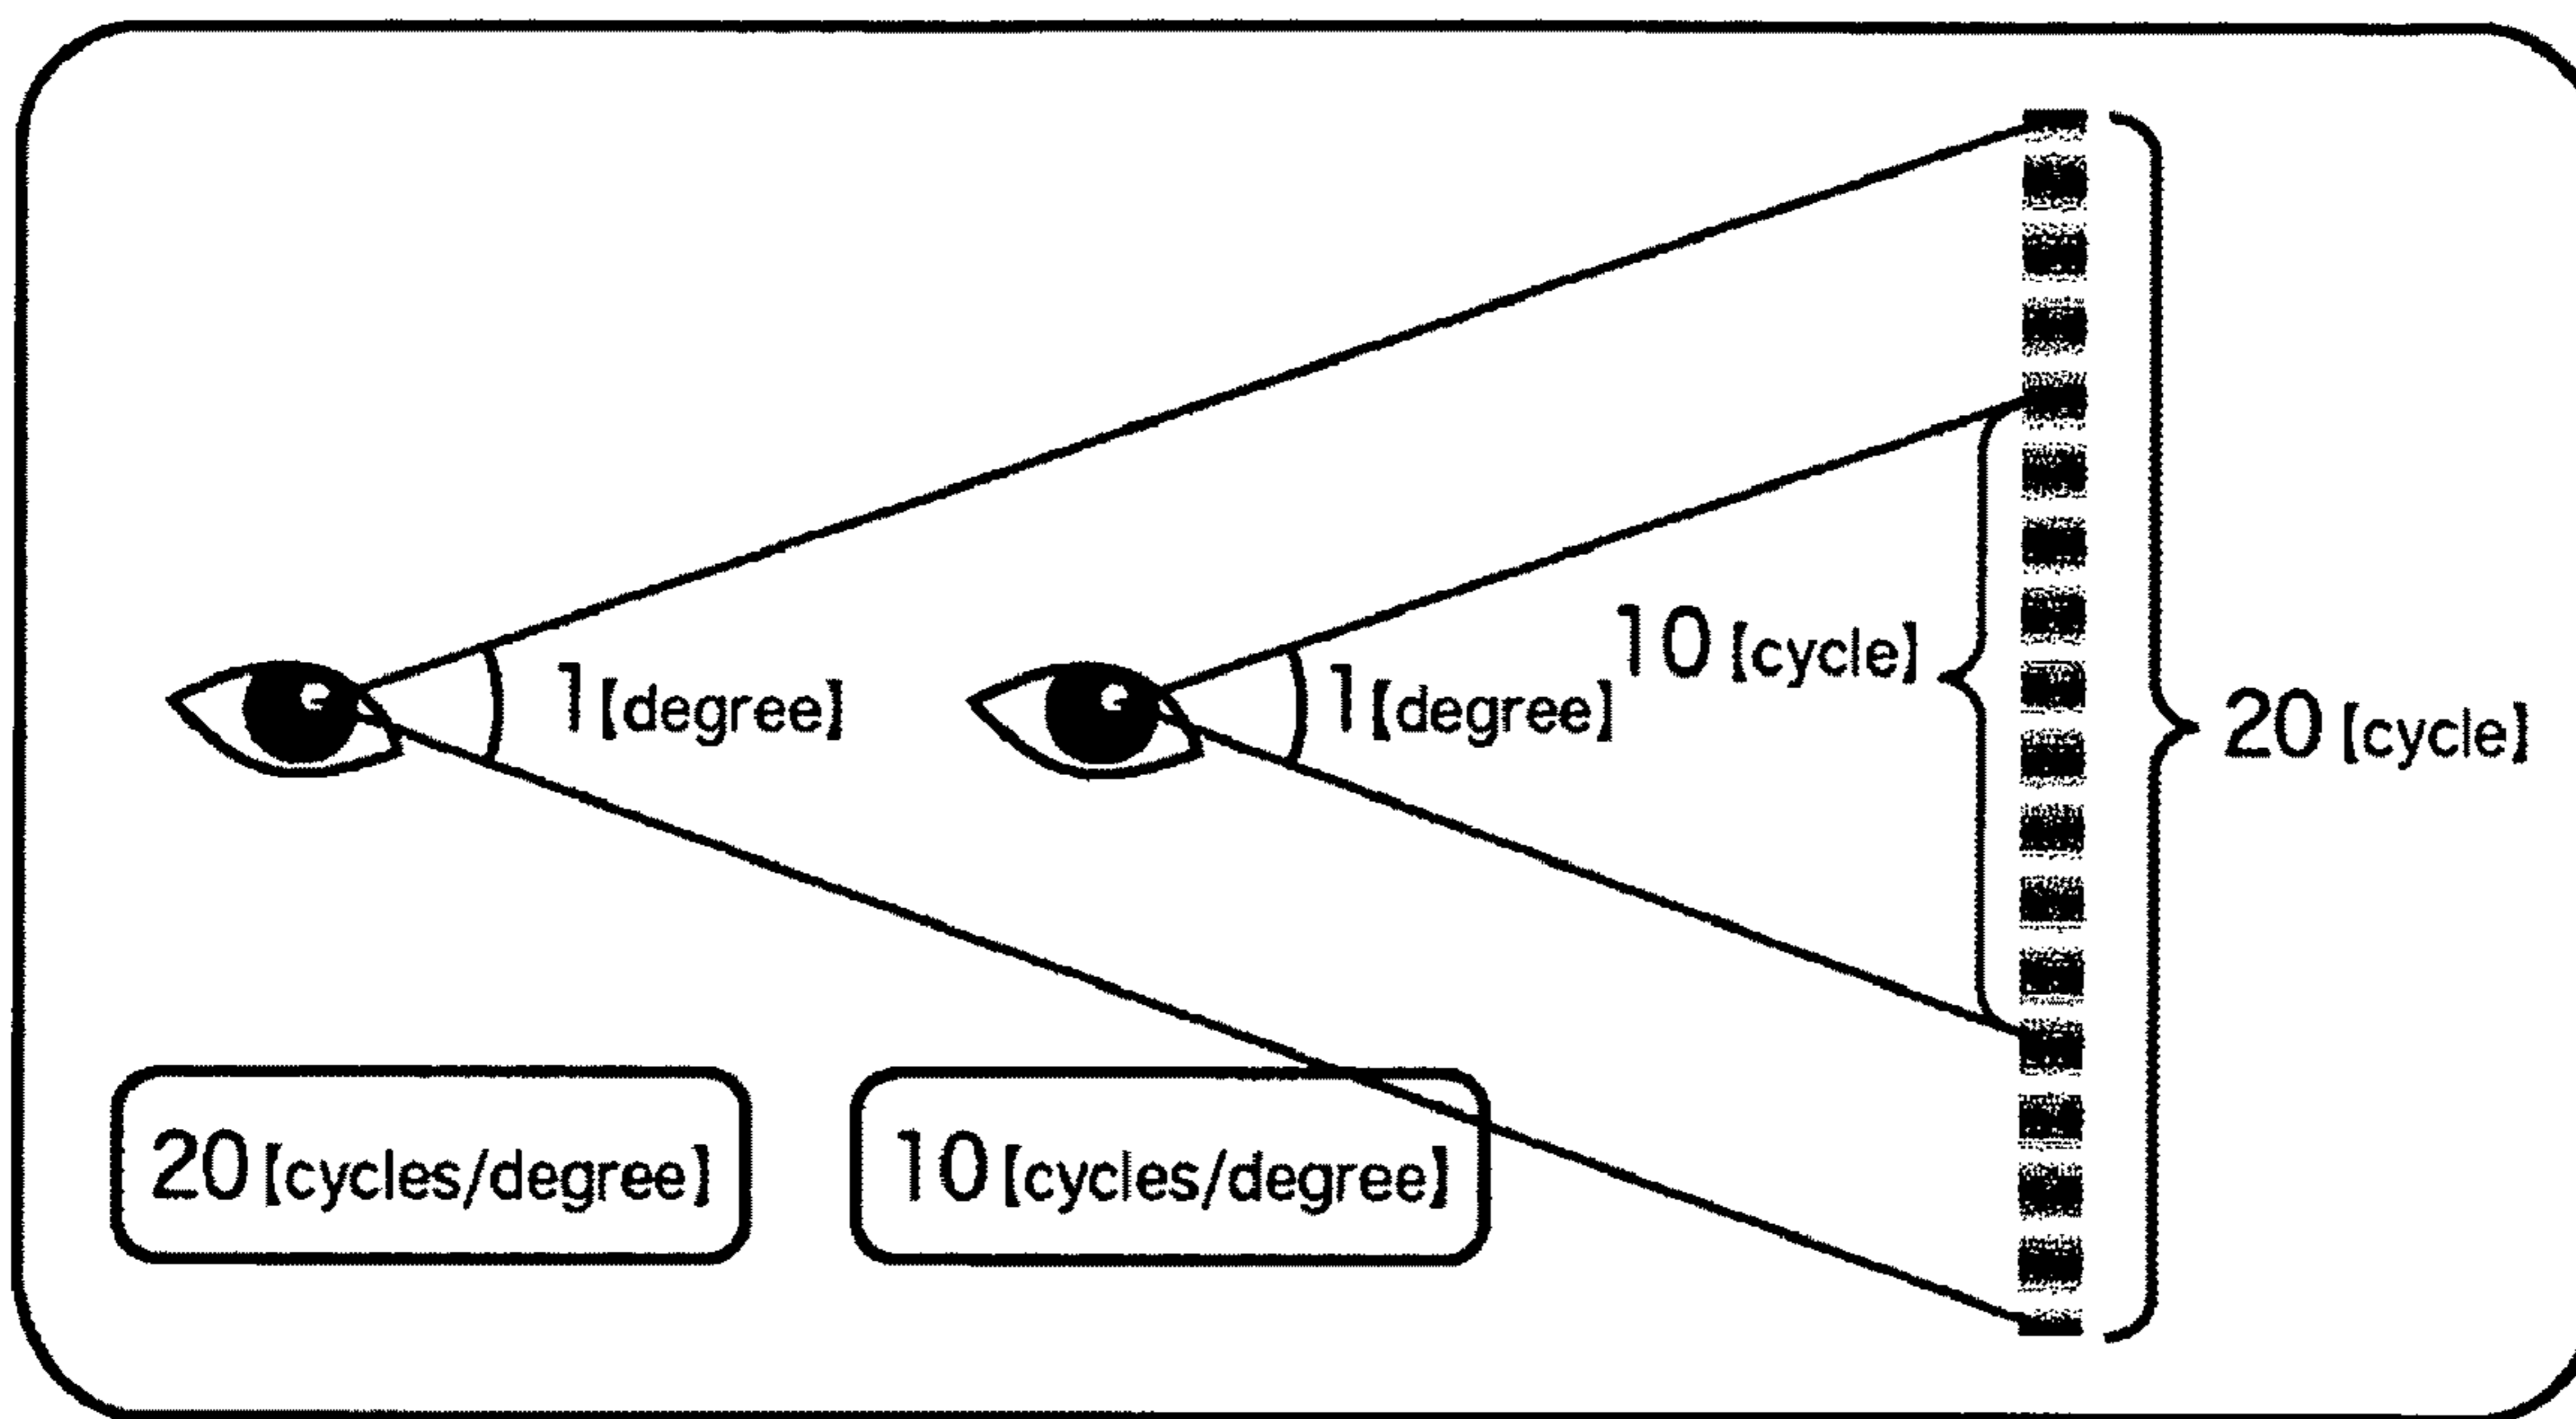 10【cycle】
1【degree】
1【degree】
20【cycle】
20【cycles/degree】
10【cycles/degree】